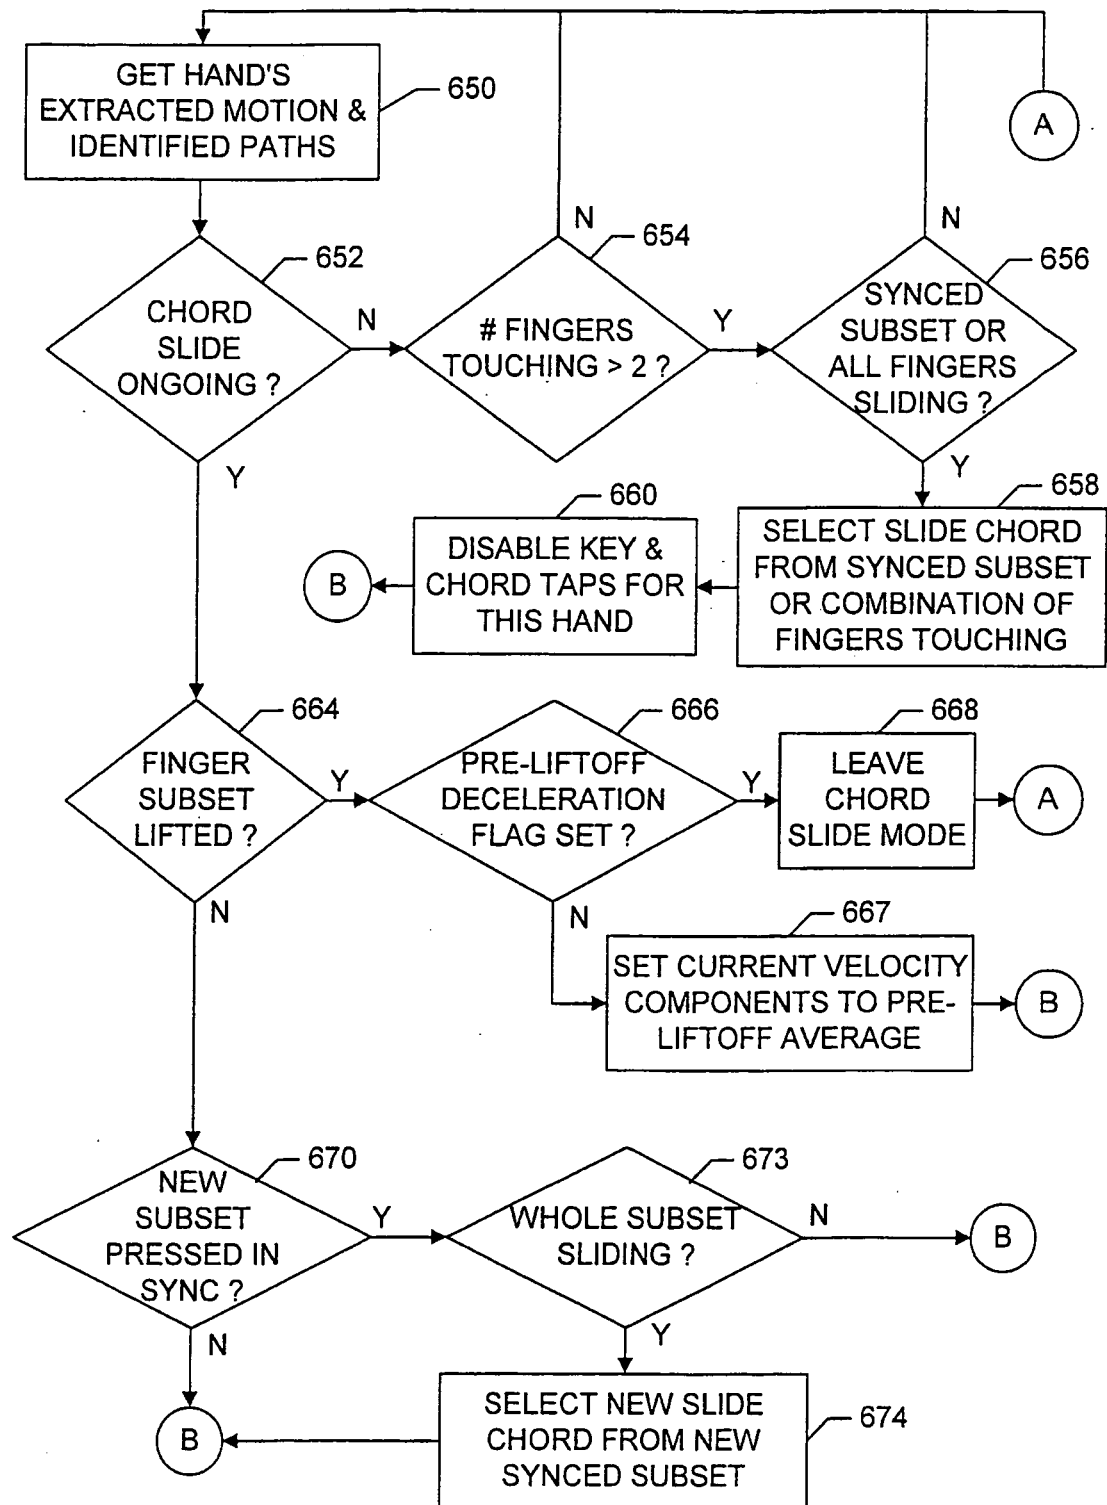 GET HAND'S
EXTRACTED MOTION &
IDENTIFIED PATHS
650
A
CHORD
SLIDE
ONGOING ?
652
N
Y
# FINGERS
TOUCHING > 2 ?
654
N
Y
SYNCED
SUBSET OR
ALL FINGERS
SLIDING ?
656
N
Y
SELECT SLIDE CHORD
FROM SYNCED SUBSET
OR COMBINATION OF
FINGERS TOUCHING
658
DISABLE KEY &
CHORD TAPS FOR
THIS HAND
660
B
FINGER
SUBSET
LIFTED ?
664
Y
N
PRE-LIFTOFF
DECELERATION
FLAG SET ?
666
Y
N
LEAVE
CHORD
SLIDE MODE
668
A
SET CURRENT VELOCITY
COMPONENTS TO PRE-
LIFTOFF AVERAGE
667
B
NEW
SUBSET
PRESSED IN
SYNC ?
670
Y
N
WHOLE SUBSET
SLIDING ?
673
N
Y
B
SELECT NEW SLIDE
CHORD FROM NEW
SYNCED SUBSET
674
B